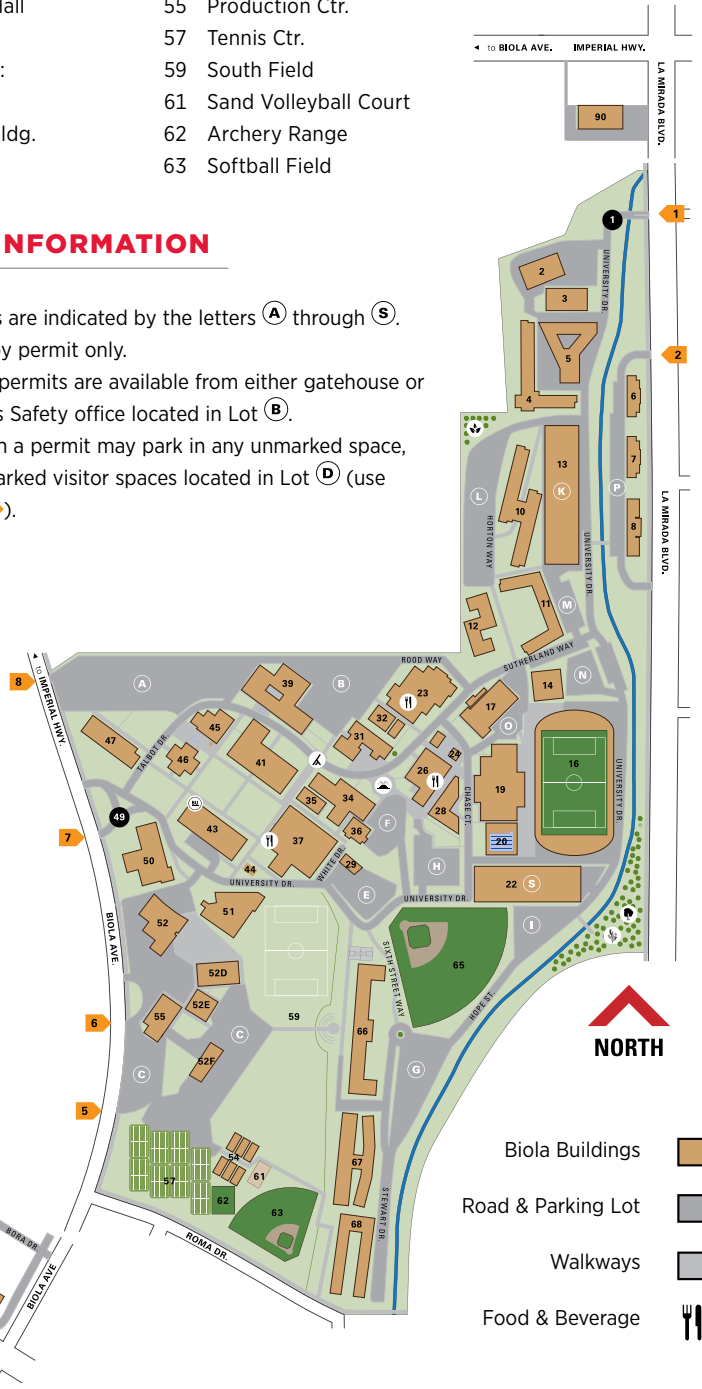 Hall
55 Production Ctr.
57 Tennis Ctr.
:
59 South Field
61 Sand Volleyball Court
ldg.
62 Archery Range
63 Softball Field
NFORMATION
s are indicated by the letters A through S.
by permit only.
permits are available from either gatehouse or
s Safety office located in Lot B.
h a permit may park in any unmarked space,
arked visitor spaces located in Lot D (use
).
◄ to BIOLA AVE. IMPERIAL HWY.
LA MIRADA BLVD.
90
1
1
UNIVERSITY DR.
2
3
5
2
4
6
7
8
P
LA MIRADA BLVD.
13
K
L
10
HORTON WAY
UNIVERSITY DR.
11
M
12
SUTHERLAND WAY
ROOD WAY
N
14
◄ to IMPERIAL HWY.
8
A
39
B
23
17
O
32
31
45
47
TALBOT DR.
46
41
24
26
16
UNIVERSITY DR.
19
28
CHASE CT.
35
34
36
F
49
7
43
37
20
50
44
WHITE DR.
29
H
E
22
S
UNIVERSITY DR.
UNIVERSITY DR.
I
51
52
BIOLA AVE.
65
SIXTH STREET WAY
52D
52E
55
6
59
66
HOPE ST.
C
52F
C
G
NORTH
5
54
57
61
62
63
67
68
STEWART DR.
ROMA DR.
BORA DR.
BIOLA AVE
Biola Buildings
Road & Parking Lot
Walkways
Food & Beverage